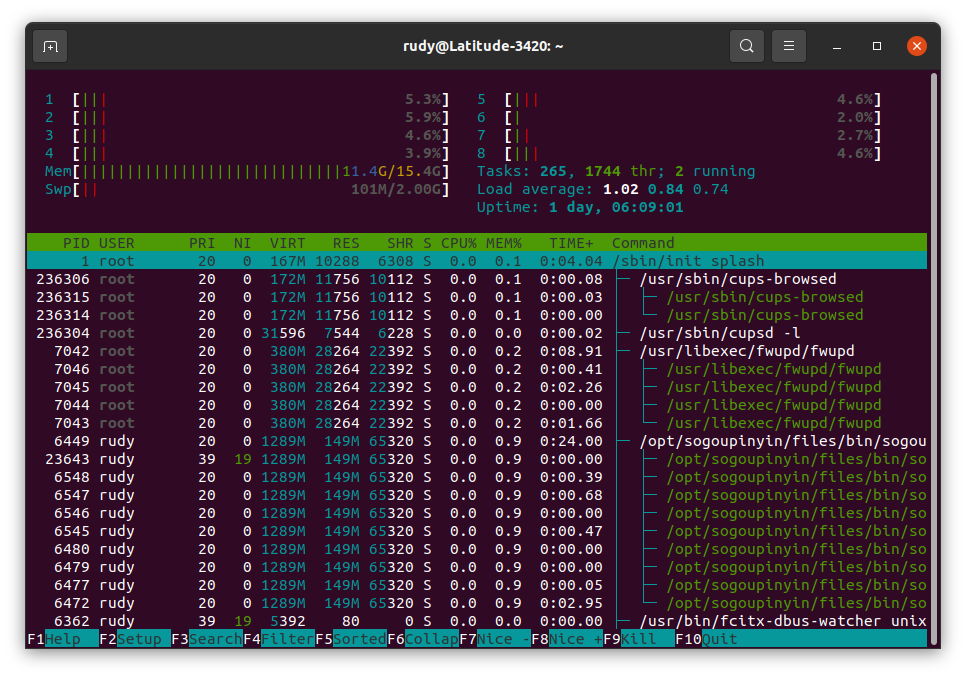 rudy@Latitude-3420: ~
1 [||| 5.3%] 5 [||| 4.6%]
2 [||| 5.9%] 6 [| 2.0%]
3 [||| 4.6%] 7 [|| 2.7%]
4 [||| 3.9%] 8 [||| 4.6%]
Mem[|||||||||||||||||||||||||||||11.4G/15.4G] Tasks: 265, 1744 thr; 2 running
Swp[|| 101M/2.00G] Load average: 1.02 0.84 0.74
Uptime: 1 day, 06:09:01
PID USER PRI NI VIRT RES SHR S CPU% MEM% TIME+ Command
1 root 20 0 167M 10288 6308 S 0.0 0.1 0:04.04 /sbin/init splash
236306 root 20 0 172M 11756 10112 S 0.0 0.1 0:00.08 ├─ /usr/sbin/cups-browsed
236315 root 20 0 172M 11756 10112 S 0.0 0.1 0:00.03 │ ├─ /usr/sbin/cups-browsed
236314 root 20 0 172M 11756 10112 S 0.0 0.1 0:00.00 │ └─ /usr/sbin/cups-browsed
236304 root 20 0 31596 7544 6228 S 0.0 0.0 0:00.02 ├─ /usr/sbin/cupsd -l
7042 root 20 0 380M 28264 22392 S 0.0 0.2 0:08.91 ├─ /usr/libexec/fwupd/fwupd
7046 root 20 0 380M 28264 22392 S 0.0 0.2 0:00.41 │ ├─ /usr/libexec/fwupd/fwupd
7045 root 20 0 380M 28264 22392 S 0.0 0.2 0:02.26 │ ├─ /usr/libexec/fwupd/fwupd
7044 root 20 0 380M 28264 22392 S 0.0 0.2 0:00.00 │ ├─ /usr/libexec/fwupd/fwupd
7043 root 20 0 380M 28264 22392 S 0.0 0.2 0:01.66 │ └─ /usr/libexec/fwupd/fwupd
6449 rudy 20 0 1289M 149M 65320 S 0.0 0.9 0:24.00 ├─ /opt/sogoupinyin/files/bin/sogou
23643 rudy 39 19 1289M 149M 65320 S 0.0 0.9 0:00.00 │ ├─ /opt/sogoupinyin/files/bin/so
6548 rudy 20 0 1289M 149M 65320 S 0.0 0.9 0:00.39 │ ├─ /opt/sogoupinyin/files/bin/so
6547 rudy 20 0 1289M 149M 65320 S 0.0 0.9 0:00.68 │ ├─ /opt/sogoupinyin/files/bin/so
6546 rudy 20 0 1289M 149M 65320 S 0.0 0.9 0:00.00 │ ├─ /opt/sogoupinyin/files/bin/so
6545 rudy 20 0 1289M 149M 65320 S 0.0 0.9 0:00.47 │ ├─ /opt/sogoupinyin/files/bin/so
6480 rudy 20 0 1289M 149M 65320 S 0.0 0.9 0:00.00 │ ├─ /opt/sogoupinyin/files/bin/so
6479 rudy 20 0 1289M 149M 65320 S 0.0 0.9 0:00.00 │ ├─ /opt/sogoupinyin/files/bin/so
6477 rudy 20 0 1289M 149M 65320 S 0.0 0.9 0:00.05 │ ├─ /opt/sogoupinyin/files/bin/so
6472 rudy 20 0 1289M 149M 65320 S 0.0 0.9 0:02.95 │ └─ /opt/sogoupinyin/files/bin/so
6362 rudy 39 19 5392 80 0 S 0.0 0.0 0:00.00 ├─ /usr/bin/fcitx-dbus-watcher unix
F1Help F2Setup F3SearchF4FilterF5SortedF6CollapF7Nice -F8Nice +F9Kill F10Quit